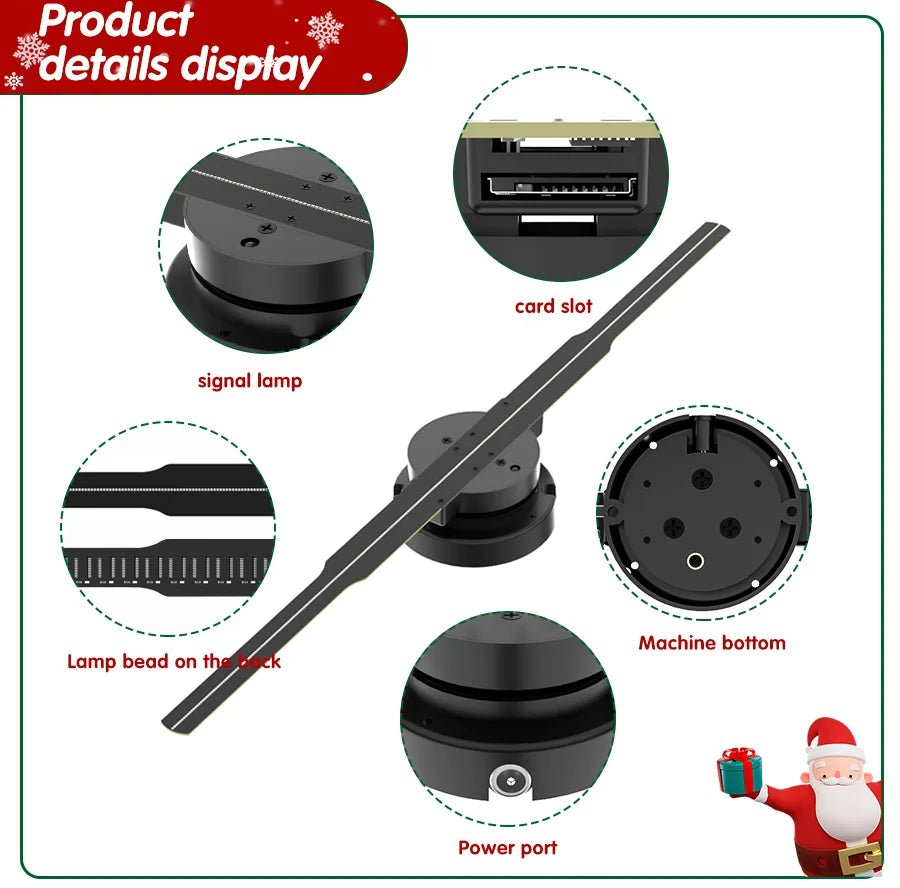 Product
details display
card slot
signal lamp
Lamp bead on the back
Machine bottom
Power port